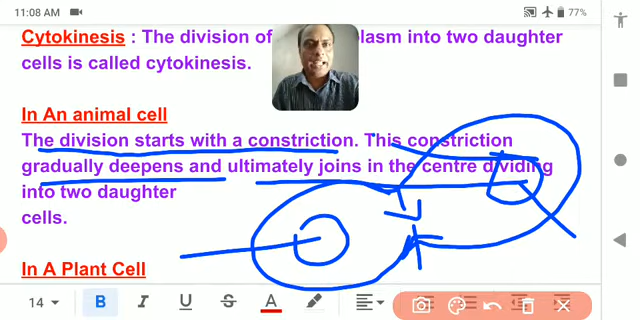 11:08 AM 77%
Cytokinesis : The division of lasm into two daughter
cells is called cytokinesis.
In An animal cell
The division starts with a constriction. This constriction
gradually deepens and ultimately joins in the centre dividing
into two daughter
cells.
In A Plant Cell
14 B I U S A